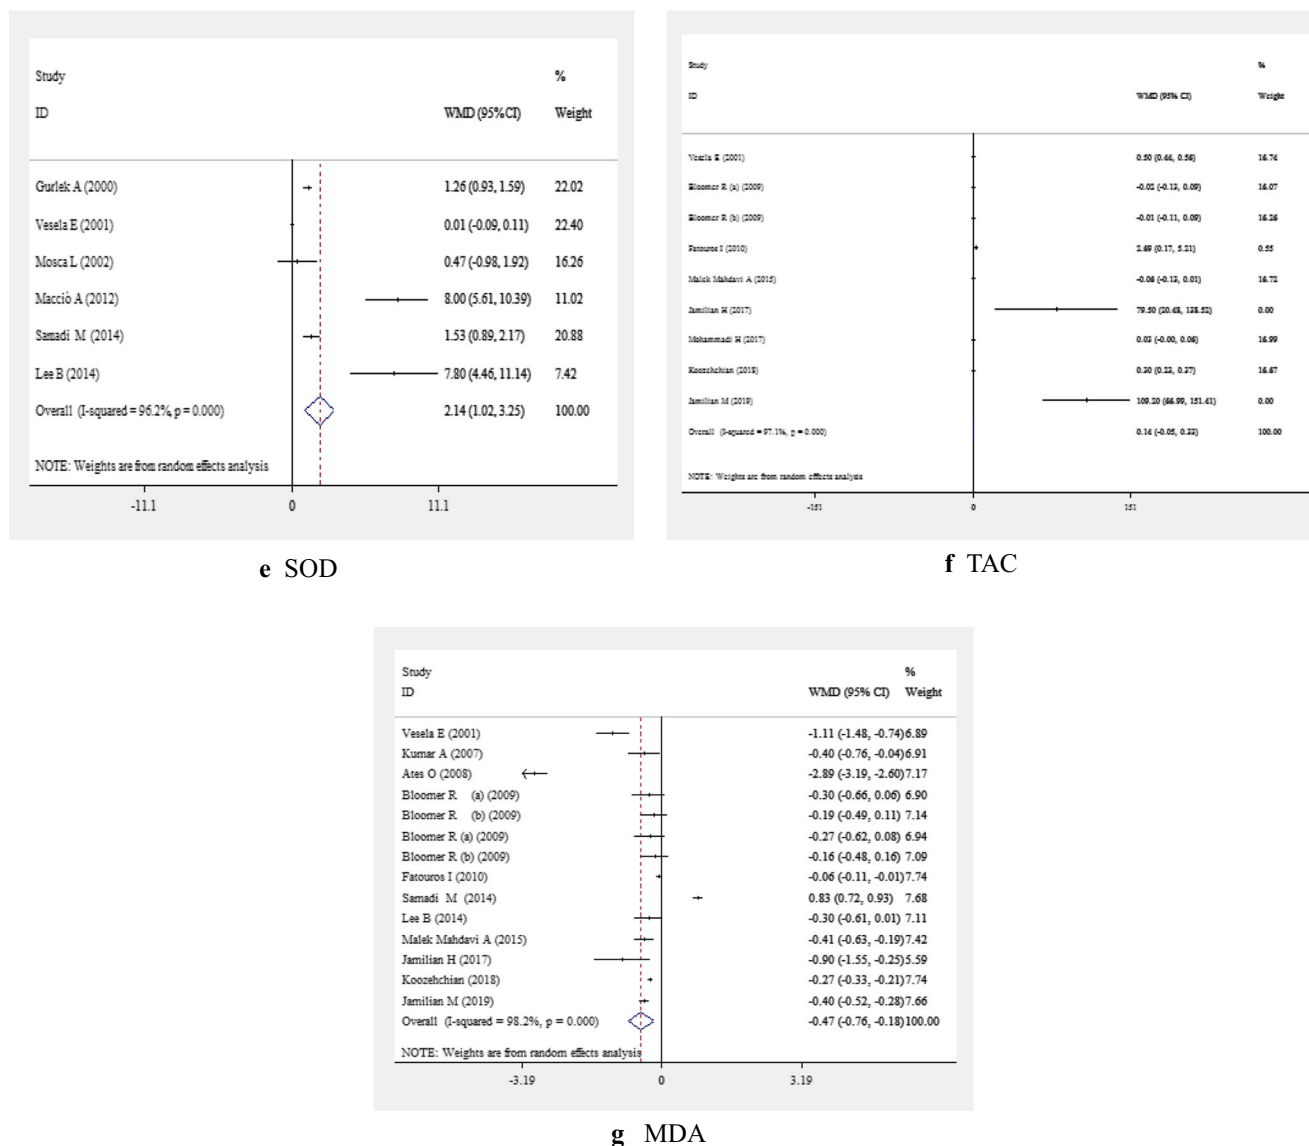 Study %
ID WMD (95%CI) Weight
Gurlek A (2000) 1.26 (0.93, 1.59) 22.02
Vesela E (2001) 0.01 (-0.09, 0.11) 22.40
Mosca L (2002) 0.47 (-0.98, 1.92) 16.26
Macciò A (2012) 8.00 (5.61, 10.39) 11.02
Samadi M (2014) 1.53 (0.89, 2.17) 20.88
Lee B (2014) 7.80 (4.46, 11.14) 7.42
Overall (I-squared = 96.2%, p = 0.000) 2.14 (1.02, 3.25) 100.00
NOTE: Weights are from random effects analysis
-11.1 0 11.1
e SOD
Study %
ID WMD (95% CI) Weight
Vesela E (2001) 0.50 (0.44, 0.56) 16.74
Bloomer R (a) (2009) -0.02 (-0.13, 0.09) 16.07
Bloomer R (b) (2009) -0.01 (-0.11, 0.09) 16.26
Fatouros I (2010) 2.69 (0.17, 5.21) 0.55
Malek Mahdavi A (2015) -0.06 (-0.13, 0.01) 16.72
Jamilian H (2017) 79.50 (20.48, 138.52) 0.00
Mohammadi H (2017) 0.03 (-0.00, 0.06) 16.99
Koozehchian (2018) 0.30 (0.23, 0.37) 16.67
Jamilian M (2019) 109.20 (66.99, 151.41) 0.00
Overall (I-squared = 97.1%, p = 0.000) 0.14 (-0.05, 0.33) 100.00
NOTE: Weights are from random effects analysis
-151 0 151
f TAC
Study %
ID WMD (95% CI) Weight
Vesela E (2001) -1.11 (-1.48, -0.74) 6.89
Kumar A (2007) -0.40 (-0.76, -0.04) 6.91
Ates O (2008) -2.89 (-3.19, -2.60) 7.17
Bloomer R (a) (2009) -0.30 (-0.66, 0.06) 6.90
Bloomer R (b) (2009) -0.19 (-0.49, 0.11) 7.14
Bloomer R (a) (2009) -0.27 (-0.62, 0.08) 6.94
Bloomer R (b) (2009) -0.16 (-0.48, 0.16) 7.09
Fatouros I (2010) -0.06 (-0.11, -0.01) 7.74
Samadi M (2014) 0.83 (0.72, 0.93) 7.68
Lee B (2014) -0.30 (-0.61, 0.01) 7.11
Malek Mahdavi A (2015) -0.41 (-0.63, -0.19) 7.42
Jamilian H (2017) -0.90 (-1.55, -0.25) 5.59
Koozehchian (2018) -0.27 (-0.33, -0.21) 7.74
Jamilian M (2019) -0.40 (-0.52, -0.28) 7.66
Overall (I-squared = 98.2%, p = 0.000) -0.47 (-0.76, -0.18) 100.00
NOTE: Weights are from random effects analysis
-3.19 0 3.19
g MDA